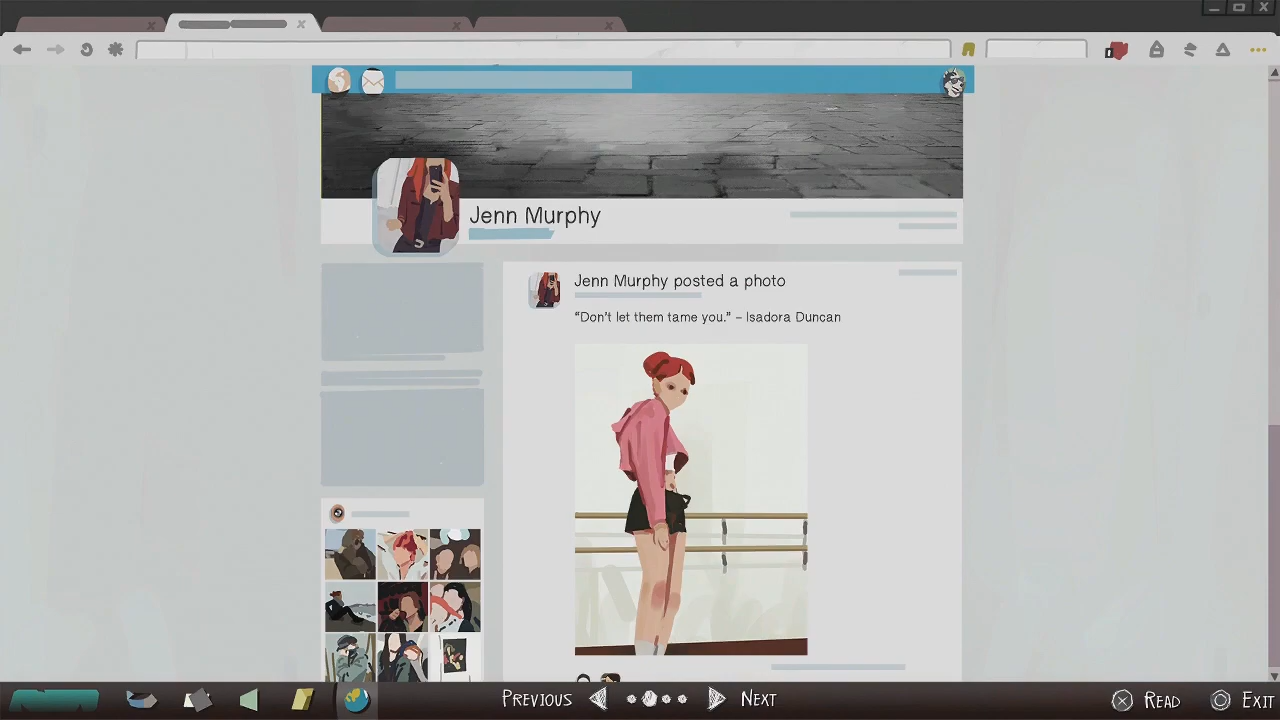 Jenn Murphy
Jenn Murphy posted a photo
“Don’t let them tame you.” – Isadora Duncan
Previous
Next
Read
Exit